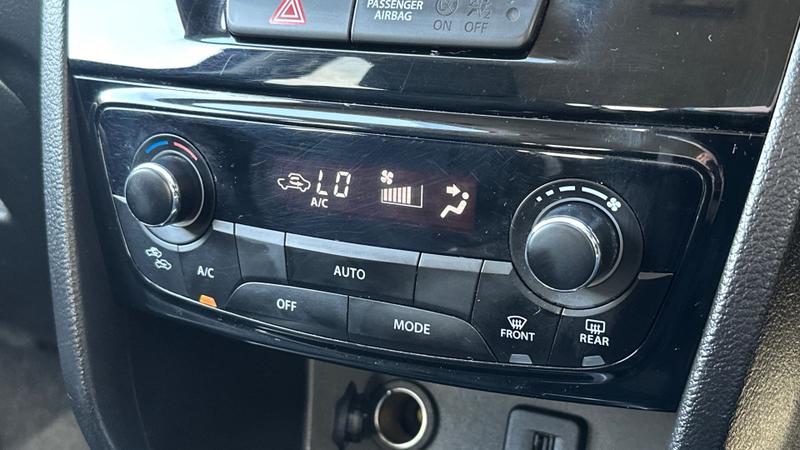 PASSENGER
AIRBAG
ON OFF
LO
A/C
A/C
AUTO
OFF
MODE
FRONT
REAR